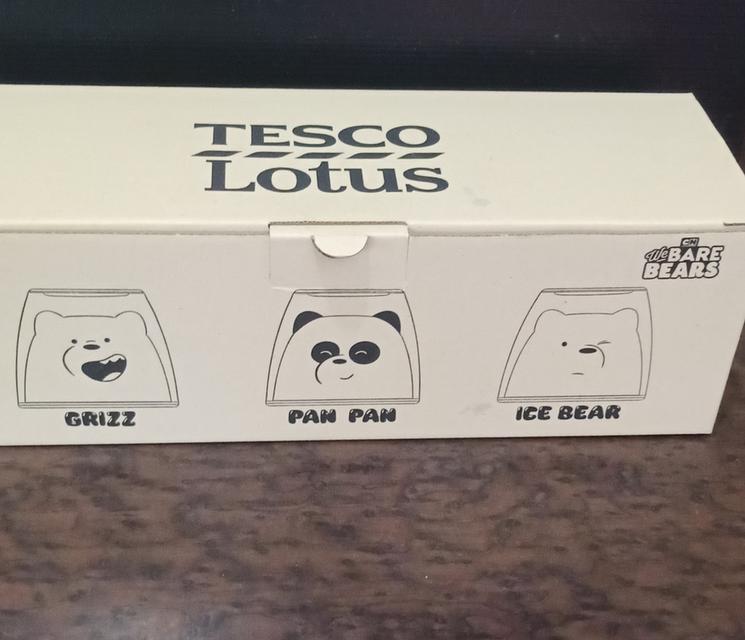 TESCO
Lotus
CN
We BARE
BEARS
GRIZZ
PAN PAN
ICE BEAR